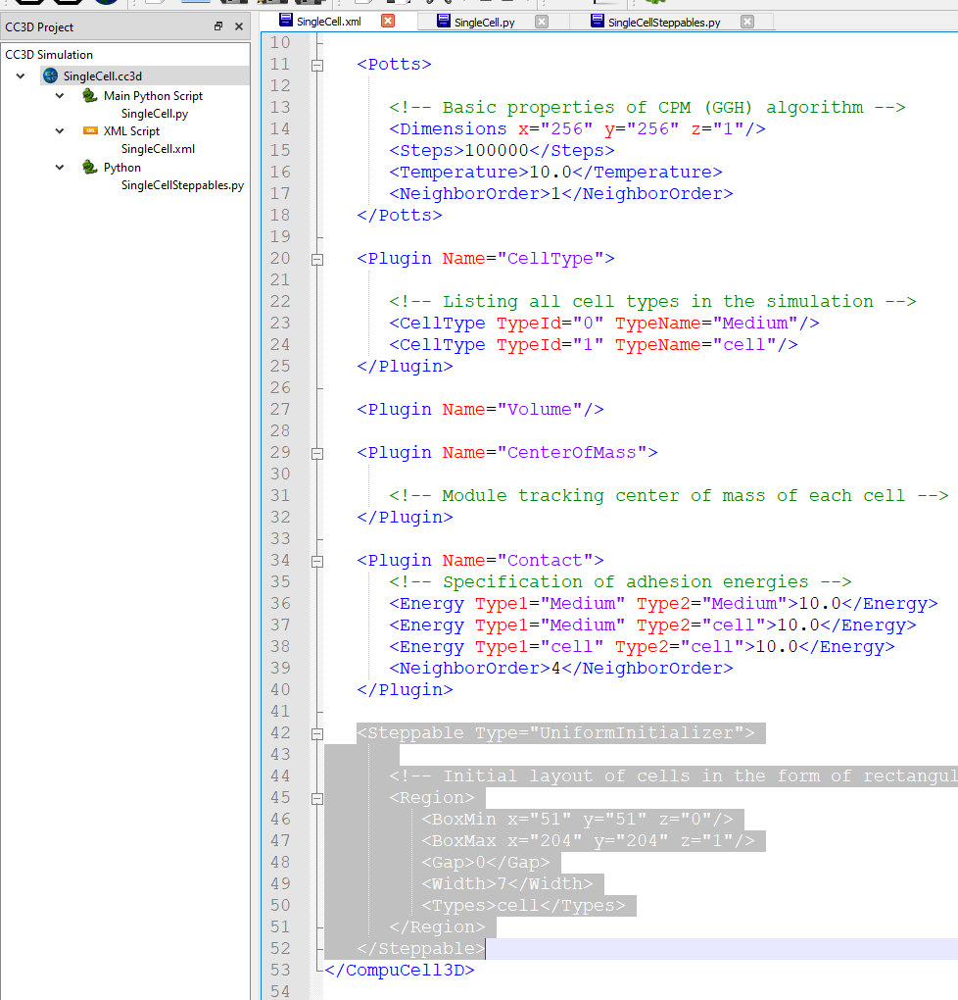 SingleCell.xml
SingleCell.py
SingleCellSteppables.py
CC3D Project
CC3D Simulation
SingleCell.cc3d
Main Python Script
SingleCell.py
XML Script
SingleCell.xml
Python
SingleCellSteppables.py
10
11 <Potts>
12
13 <!-- Basic properties of CPM (GGH) algorithm -->
14 <Dimensions x="256" y="256" z="1"/>
15 <Steps>100000</Steps>
16 <Temperature>10.0</Temperature>
17 <NeighborOrder>1</NeighborOrder>
18 </Potts>
19
20 <Plugin Name="CellType">
21
22 <!-- Listing all cell types in the simulation -->
23 <CellType TypeId="0" TypeName="Medium"/>
24 <CellType TypeId="1" TypeName="cell"/>
25 </Plugin>
26
27 <Plugin Name="Volume"/>
28
29 <Plugin Name="CenterOfMass">
30
31 <!-- Module tracking center of mass of each cell -->
32 </Plugin>
33
34 <Plugin Name="Contact">
35 <!-- Specification of adhesion energies -->
36 <Energy Type1="Medium" Type2="Medium">10.0</Energy>
37 <Energy Type1="Medium" Type2="cell">10.0</Energy>
38 <Energy Type1="cell" Type2="cell">10.0</Energy>
39 <NeighborOrder>4</NeighborOrder>
40 </Plugin>
41
42 <Steppable Type="UniformInitializer">
43
44 <!-- Initial layout of cells in the form of rectangul
45 <Region>
46 <BoxMin x="51" y="51" z="0"/>
47 <BoxMax x="204" y="204" z="1"/>
48 <Gap>0</Gap>
49 <Width>7</Width>
50 <Types>cell</Types>
51 </Region>
52 </Steppable>
53 </CompuCell3D>
54